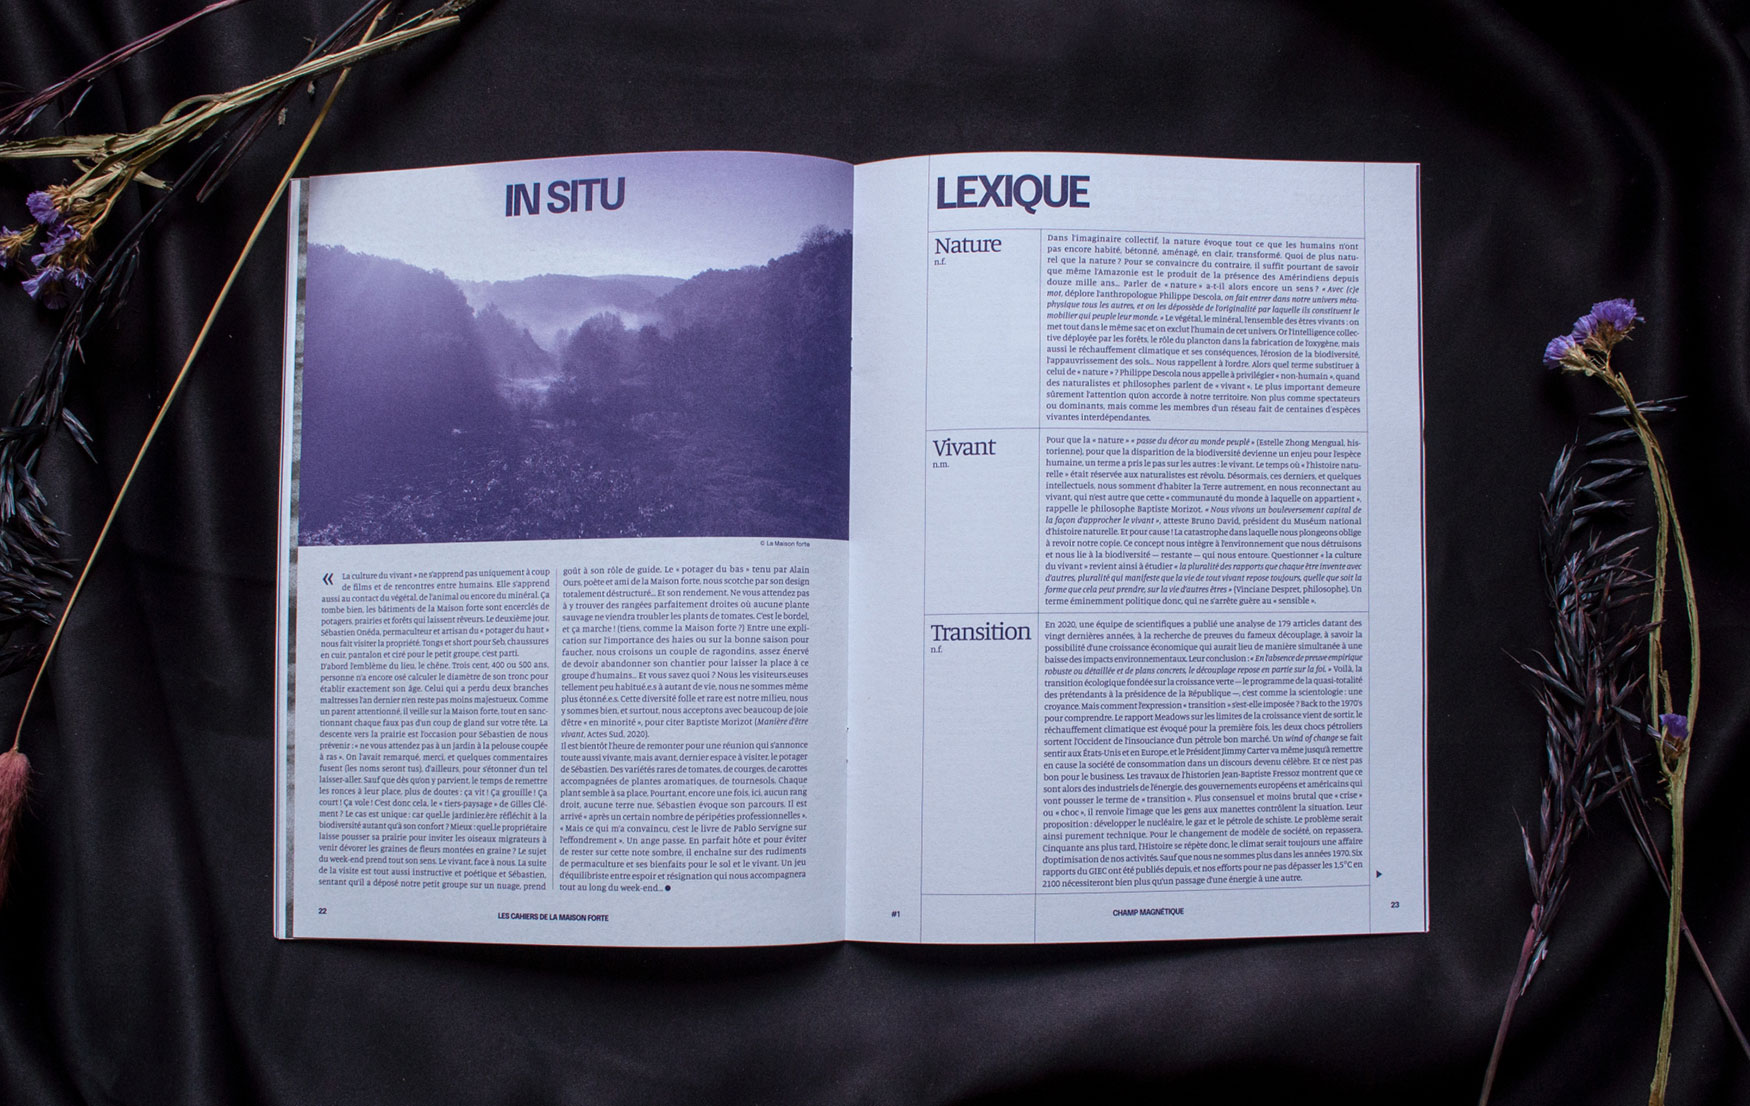 IN SITU
© La Maison forte
« La culture du vivant » ne s'apprend pas uniquement à coup
de films et de rencontres entre humains. Elle s'apprend
aussi au contact du végétal, de l'animal ou encore du minéral. Ça
tombe bien, les bâtiments de la Maison forte sont encerclés de
potagers, prairies et forêts qui laissent rêveurs. Le deuxième jour,
Sébastien Onéda, permaculteur et artisan du « potager du haut »
nous fait visiter la propriété. Tongs et short pour Seb, chaussures
en cuir, pantalon et ciré pour le petit groupe, c'est parti.
D'abord l'emblème du lieu, le chêne. Trois cent, 400 ou 500 ans,
personne n'a encore osé calculer le diamètre de son tronc pour
établir exactement son âge. Celui qui a perdu deux branches
maîtresses l'an dernier n'en reste pas moins majestueux. Comme
un parent attentionné, il veille sur la Maison forte, tout en sanc-
tionnant chaque faux pas d'un coup de gland sur votre tête. La
descente vers la prairie est l'occasion pour Sébastien de nous
prévenir : « ne vous attendez pas à un jardin à la pelouse coupée
à ras ». On l'avait remarqué, merci, et quelques commentaires
fusent (les noms seront tus), d'ailleurs, pour s'étonner d'un tel
laisser-aller. Sauf que dès qu'on y parvient, le temps de remettre
les ronces à leur place, plus de doutes : ça vit ! Ça grouille ! Ça
court ! Ça vole ! C'est donc cela, le « tiers-paysage » de Gilles Clé-
ment ? Le cas est unique : car quel.le jardinier.ère réfléchit à la
biodiversité autant qu'à son confort ? Mieux : quel.le propriétaire
laisse pousser sa prairie pour inviter les oiseaux migrateurs à
venir dévorer les graines de fleurs montées en graine ? Le sujet
du week-end prend tout son sens. Le vivant, face à nous. La suite
de la visite est tout aussi instructive et poétique et Sébastien,
sentant qu'il a déposé notre petit groupe sur un nuage, prend
goût à son rôle de guide. Le « potager du bas » tenu par Alain
Ours, poète et ami de la Maison forte, nous scotche par son design
totalement déstructuré... Et son rendement. Ne vous attendez pas
à y trouver des rangées parfaitement droites où aucune plante
sauvage ne viendra troubler les plants de tomates. C'est le bordel,
et ça marche ! (tiens, comme la Maison forte ?) Entre une expli-
cation sur l'importance des haies ou sur la bonne saison pour
faucher, nous croisons un couple de ragondins, assez énervé
de devoir abandonner son chantier pour laisser la place à ce
groupe d'humains... Et vous savez quoi ? Nous les visiteurs.euses
tellement peu habitué.e.s à autant de vie, nous ne sommes même
plus étonné.e.s. Cette diversité folle et rare est notre milieu, nous
y sommes bien, et surtout, nous acceptons avec beaucoup de joie
d'être « en minorité », pour citer Baptiste Morizot (Manière d'être
vivant, Actes Sud, 2020).
Il est bientôt l'heure de remonter pour une réunion qui s'annonce
toute aussi vivante, mais avant, dernier espace à visiter, le potager
de Sébastien. Des variétés rares de tomates, de courges, de carottes
accompagnées de plantes aromatiques, de tournesols. Chaque
plant semble à sa place. Pourtant, encore une fois, ici, aucun rang
droit, aucune terre nue. Sébastien évoque son parcours. Il est
arrivé « après un certain nombre de péripéties professionnelles ».
« Mais ce qui m'a convaincu, c'est le livre de Pablo Servigne sur
l'effondrement ». Un ange passe. En parfait hôte et pour éviter
de rester sur cette note sombre, il enchaîne sur des rudiments
de permaculture et ses bienfaits pour le sol et le vivant. Un jeu
d'équilibriste entre espoir et résignation qui nous accompagnera
tout au long du week-end... ●
22
LES CAHIERS DE LA MAISON FORTE
LEXIQUE
Nature
n.f.
Dans l'imaginaire collectif, la nature évoque tout ce que les humains n'ont
pas encore habité, bétonné, aménagé, en clair, transformé. Quoi de plus natu-
rel que la nature ? Pour se convaincre du contraire, il suffit pourtant de savoir
que même l'Amazonie est le produit de la présence des Amérindiens depuis
douze mille ans... Parler de « nature » a-t-il alors encore un sens ? « Avec [c]e
mot, déplore l'anthropologue Philippe Descola, on fait entrer dans notre univers méta-
physique tous les autres, et on les dépossède de l'originalité par laquelle ils constituent le
mobilier qui peuple leur monde. » Le végétal, le minéral, l'ensemble des êtres vivants : on
met tout dans le même sac et on exclut l'humain de cet univers. Or l'intelligence collec-
tive déployée par les forêts, le rôle du plancton dans la fabrication de l'oxygène, mais
aussi le réchauffement climatique et ses conséquences, l'érosion de la biodiversité,
l'appauvrissement des sols... Nous rappellent à l'ordre. Alors quel terme substituer à
celui de « nature » ? Philippe Descola nous appelle à privilégier « non-humain », quand
des naturalistes et philosophes parlent de « vivant ». Le plus important demeure
sûrement l'attention qu'on accorde à notre territoire. Non plus comme spectateurs
ou dominants, mais comme les membres d'un réseau fait de centaines d'espèces
vivantes interdépendantes.
Vivant
n.m.
Pour que la « nature » « passe du décor au monde peuplé » (Estelle Zhong Mengual, his-
torienne), pour que la disparition de la biodiversité devienne un enjeu pour l'espèce
humaine, un terme a pris le pas sur les autres : le vivant. Le temps où « l'histoire natu-
relle » était réservée aux naturalistes est révolu. Désormais, ces derniers, et quelques
intellectuels, nous somment d'habiter la Terre autrement, en nous reconnectant au
vivant, qui n'est autre que cette « communauté du monde à laquelle on appartient »,
rappelle le philosophe Baptiste Morizot. « Nous vivons un bouleversement capital de
la façon d'approcher le vivant », atteste Bruno David, président du Muséum national
d'histoire naturelle. Et pour cause ! La catastrophe dans laquelle nous plongeons oblige
à revoir notre copie. Ce concept nous intègre à l'environnement que nous détruisons
et nous lie à la biodiversité — restante — qui nous entoure. Questionner « la culture
du vivant » revient ainsi à étudier « la pluralité des rapports que chaque être invente avec
d'autres, pluralité qui manifeste que la vie de tout vivant repose toujours, quelle que soit la
forme que cela peut prendre, sur la vie d'autres êtres » (Vinciane Despret, philosophe). Un
terme éminemment politique donc, qui ne s'arrête guère au « sensible ».
Transition
n.f.
En 2020, une équipe de scientifiques a publié une analyse de 179 articles datant des
vingt dernières années, à la recherche de preuves du fameux découplage, à savoir la
possibilité d'une croissance économique qui aurait lieu de manière simultanée à une
baisse des impacts environnementaux. Leur conclusion : « En l'absence de preuve empirique
robuste ou détaillée et de plans concrets, le découplage repose en partie sur la foi. » Voilà, la
transition écologique fondée sur la croissance verte — le programme de la quasi-totalité
des prétendants à la présidence de la République —, c'est comme la scientologie : une
croyance. Mais comment l'expression « transition » s'est-elle imposée ? Back to the 1970's
pour comprendre. Le rapport Meadows sur les limites de la croissance vient de sortir, le
réchauffement climatique est évoqué pour la première fois, les deux chocs pétroliers
sortent l'Occident de l'insouciance d'un pétrole bon marché. Un wind of change se fait
sentir aux États-Unis et en Europe, et le Président Jimmy Carter va même jusqu'à remettre
en cause la société de consommation dans un discours devenu célèbre. Et ce n'est pas
bon pour le business. Les travaux de l'historien Jean-Baptiste Fressoz montrent que ce
sont alors des industriels de l'énergie, des gouvernements européens et américains qui
vont pousser le terme de « transition ». Plus consensuel et moins brutal que « crise »
ou « choc », il renvoie l'image que les gens aux manettes contrôlent la situation. Leur
proposition : développer le nucléaire, le gaz et le pétrole de schiste. Le problème serait
ainsi purement technique. Pour le changement de modèle de société, on repassera.
Cinquante ans plus tard, l'Histoire se répète donc, le climat serait toujours une affaire
d'optimisation de nos activités. Sauf que nous ne sommes plus dans les années 1970. Six
rapports du GIEC ont été publiés depuis, et nos efforts pour ne pas dépasser les 1,5°C en
2100 nécessiteront bien plus qu'un passage d'une énergie à une autre.
#1
CHAMP MAGNÉTIQUE
23